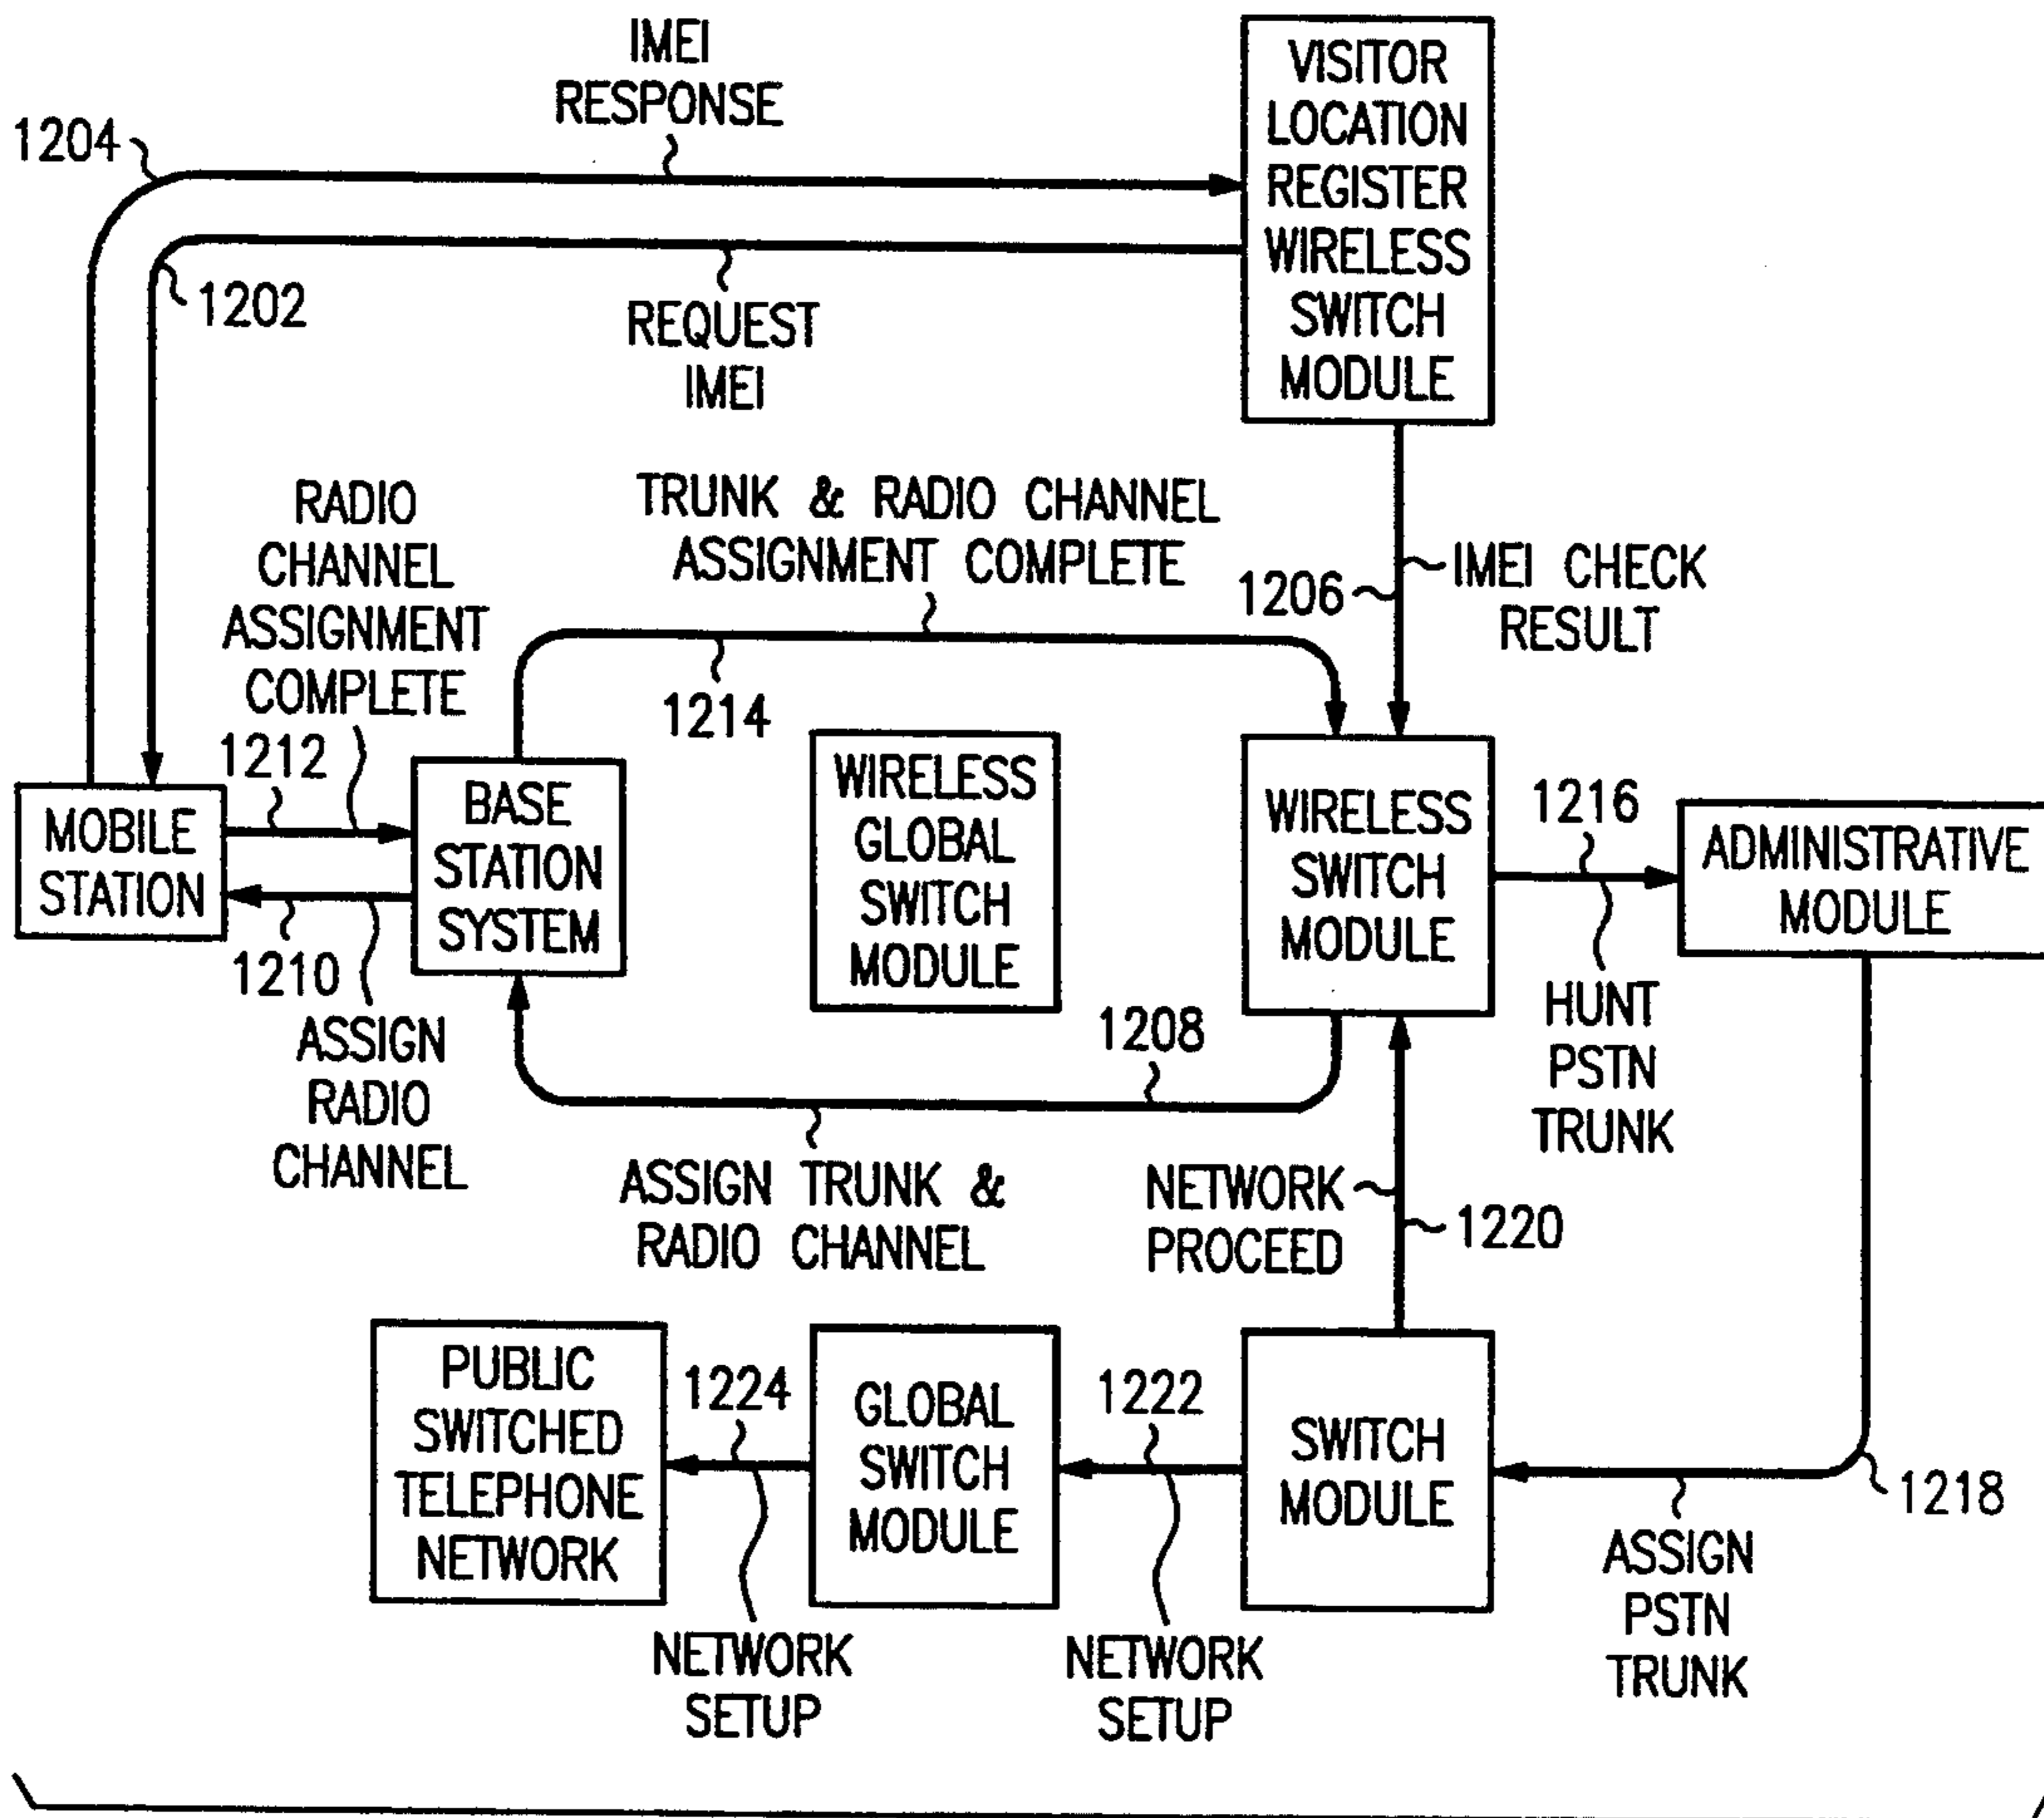 IMEI
RESPONSE
VISITOR
LOCATION
REGISTER
WIRELESS
SWITCH
MODULE
1204
1202
REQUEST
IMEI
RADIO
CHANNEL
ASSIGNMENT
COMPLETE
TRUNK & RADIO CHANNEL
ASSIGNMENT COMPLETE
1206
IMEI CHECK
RESULT
1214
1212
MOBILE
STATION
BASE
STATION
SYSTEM
WIRELESS
GLOBAL
SWITCH
MODULE
WIRELESS
SWITCH
MODULE
1216
ADMINISTRATIVE
MODULE
1210
ASSIGN
RADIO
CHANNEL
1208
HUNT
PSTN
TRUNK
ASSIGN TRUNK &
RADIO CHANNEL
NETWORK
PROCEED
1220
PUBLIC
SWITCHED
TELEPHONE
NETWORK
1224
GLOBAL
SWITCH
MODULE
1222
SWITCH
MODULE
1218
NETWORK
SETUP
NETWORK
SETUP
ASSIGN
PSTN
TRUNK